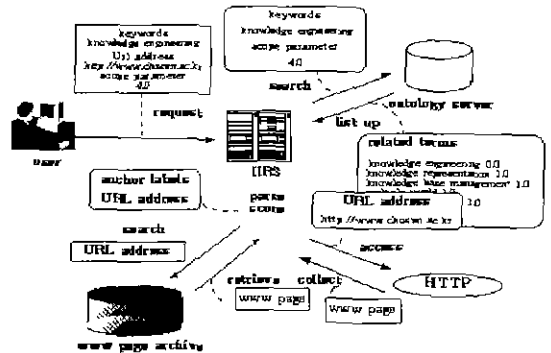 keywords
knowledge engineering
Url address
http://www.chosun.ac.kr
scope parameter
4.0
keywords
knowledge engineering
scope parameter
4.0
search
request
ontology server
list up
user
related terms
knowledge engineering 0.0
knowledge representation 1.0
knowledge base management 1.0
3.0
anchor labels
URL address
parse
score
URL address
http://www.chosun.ac.kr
search
access
URL address
retrieve
collect
HTTP
www page
www page
www page archive